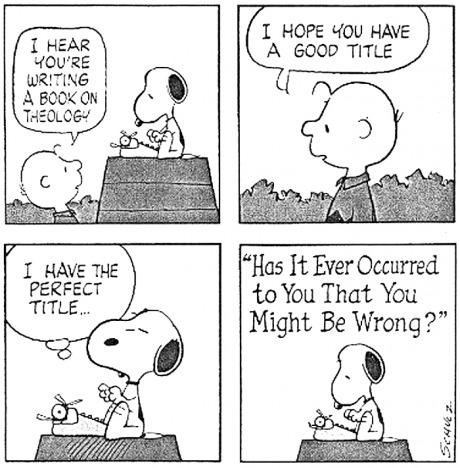 I HEAR
YOU'RE
WRITING
A BOOK ON
THEOLOGY
I HOPE YOU HAVE
A GOOD TITLE
I HAVE THE
PERFECT
TITLE...
"Has It Ever Occurred
to You That You
Might Be Wrong?"
SCHULZ